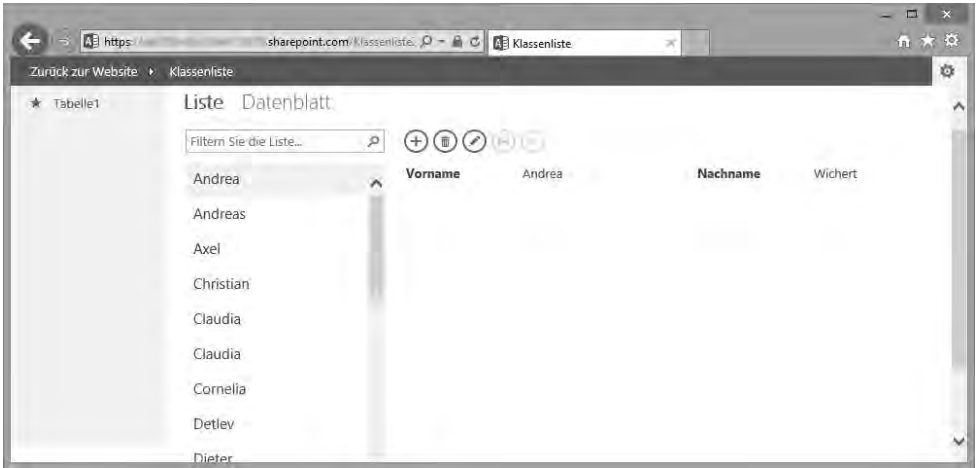 https:
sharepoint.com/Klassenliste.
Klassenliste
Zurück zur Website ▸ Klassenliste
Tabelle1
Liste Datenblatt
Filtern Sie die Liste...
Andrea
Andreas
Axel
Christian
Claudia
Claudia
Cornelia
Detlev
Dieter
Vorname Andrea Nachname Wichert